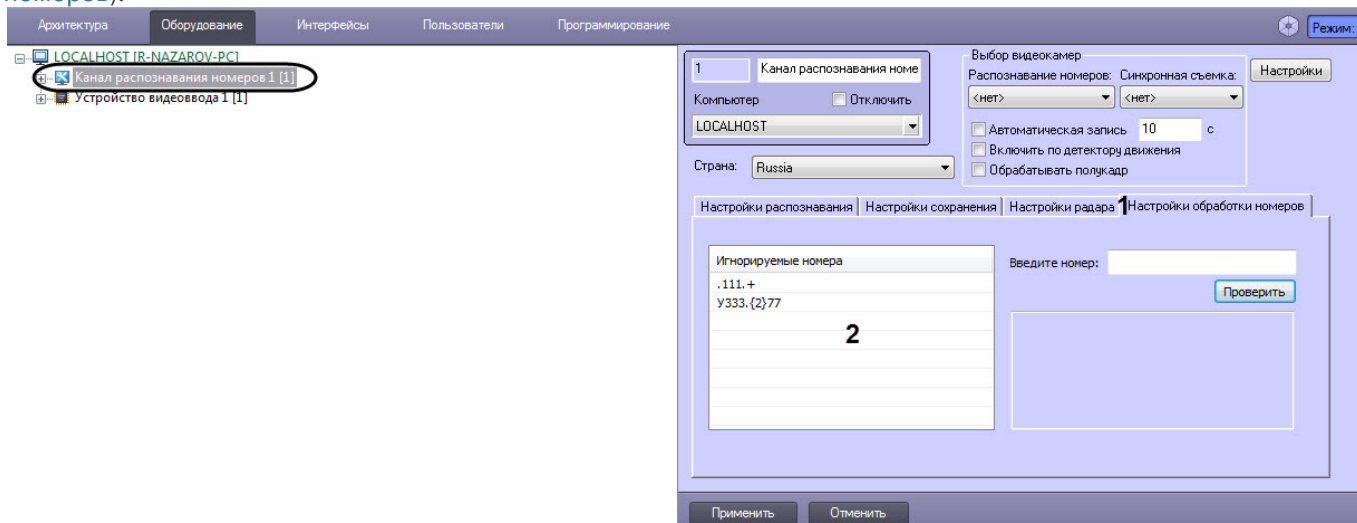 номеров).
Архитектура Оборудование Интерфейсы Пользователи Программирование Режим:
LOCALHOST [R-NAZAROV-PC]
Канал распознавания номеров 1 [1]
Устройство видеоввода 1 [1]
1 Канал распознавания номе
Компьютер Отключить
LOCALHOST
Страна: Russia
Выбор видеокамер
Распознавание номеров: Синхронная съемка: Настройки
<нет> <нет>
Автоматическая запись 10 с
Включить по детектору движения
Обрабатывать полукадр
Настройки распознавания Настройки сохранения Настройки радара 1 Настройки обработки номеров
Игнорируемые номера
.111.+
У333.{2}77
2
Введите номер:
Проверить
Применить Отменить